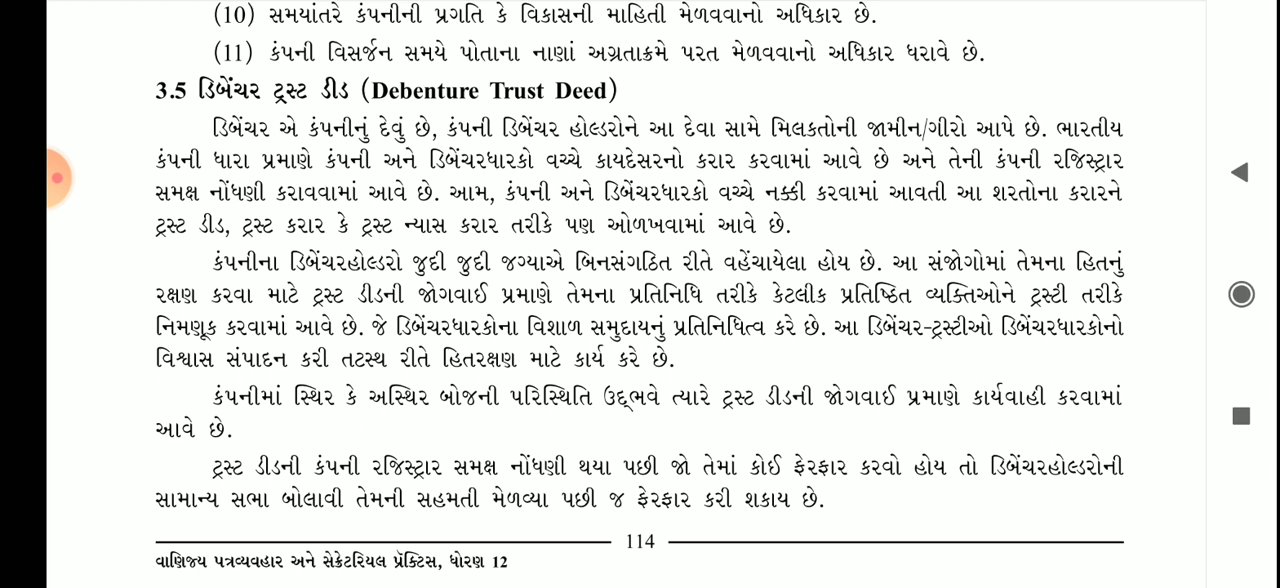 (10) સમયાંતરે કંપનીની પ્રગતિ કે વિકાસની માહિતી મેળવવાનો અધિકાર છે.
(11) કંપની વિસર્જન સમયે પોતાના નાણાં અગ્રતાક્રમે પરત મેળવવાનો અધિકાર ધરાવે છે.
3.5 ડિબેંચર ટ્રસ્ટ ડીડ (Debenture Trust Deed)
ડિબેંચર એ કંપનીનું દેવું છે, કંપની ડિબેંચર હોલ્ડરોને આ દેવા સામે મિલકતોની જામીન/ગીરો આપે છે. ભારતીય
કંપની ધારા પ્રમાણે કંપની અને ડિબેંચરધારકો વચ્ચે કાયદેસરનો કરાર કરવામાં આવે છે અને તેની કંપની રજિસ્ટ્રાર
સમક્ષ નોંધણી કરાવવામાં આવે છે. આમ, કંપની અને ડિબેંચરધારકો વચ્ચે નક્કી કરવામાં આવતી આ શરતોના કરારને
ટ્રસ્ટ ડીડ, ટ્રસ્ટ કરાર કે ટ્રસ્ટ ન્યાસ કરાર તરીકે પણ ઓળખવામાં આવે છે.
કંપનીના ડિબેંચરહોલ્ડરો જુદી જુદી જગ્યાએ બિનસંગઠિત રીતે વહેંચાયેલા હોય છે. આ સંજોગોમાં તેમના હિતનું
રક્ષણ કરવા માટે ટ્રસ્ટ ડીડની જોગવાઈ પ્રમાણે તેમના પ્રતિનિધિ તરીકે કેટલીક પ્રતિષ્ઠિત વ્યક્તિઓને ટ્રસ્ટી તરીકે
નિમણૂક કરવામાં આવે છે. જે ડિબેંચરધારકોના વિશાળ સમુદાયનું પ્રતિનિધિત્વ કરે છે. આ ડિબેંચર-ટ્રસ્ટીઓ ડિબેંચરધારકોનો
વિશ્વાસ સંપાદન કરી તટસ્થ રીતે હિતરક્ષણ માટે કાર્ય કરે છે.
કંપનીમાં સ્થિર કે અસ્થિર બોજની પરિસ્થિતિ ઉદ્ભવે ત્યારે ટ્રસ્ટ ડીડની જોગવાઈ પ્રમાણે કાર્યવાહી કરવામાં
આવે છે.
ટ્રસ્ટ ડીડની કંપની રજિસ્ટ્રાર સમક્ષ નોંધણી થયા પછી જો તેમાં કોઈ ફેરફાર કરવો હોય તો ડિબેંચરહોલ્ડરોની
સામાન્ય સભા બોલાવી તેમની સહમતી મેળવ્યા પછી જ ફેરફાર કરી શકાય છે.
114
વાણિજ્ય પત્રવ્યવહાર અને સેક્રેટરિયલ પ્રૅક્ટિસ, ધોરણ 12